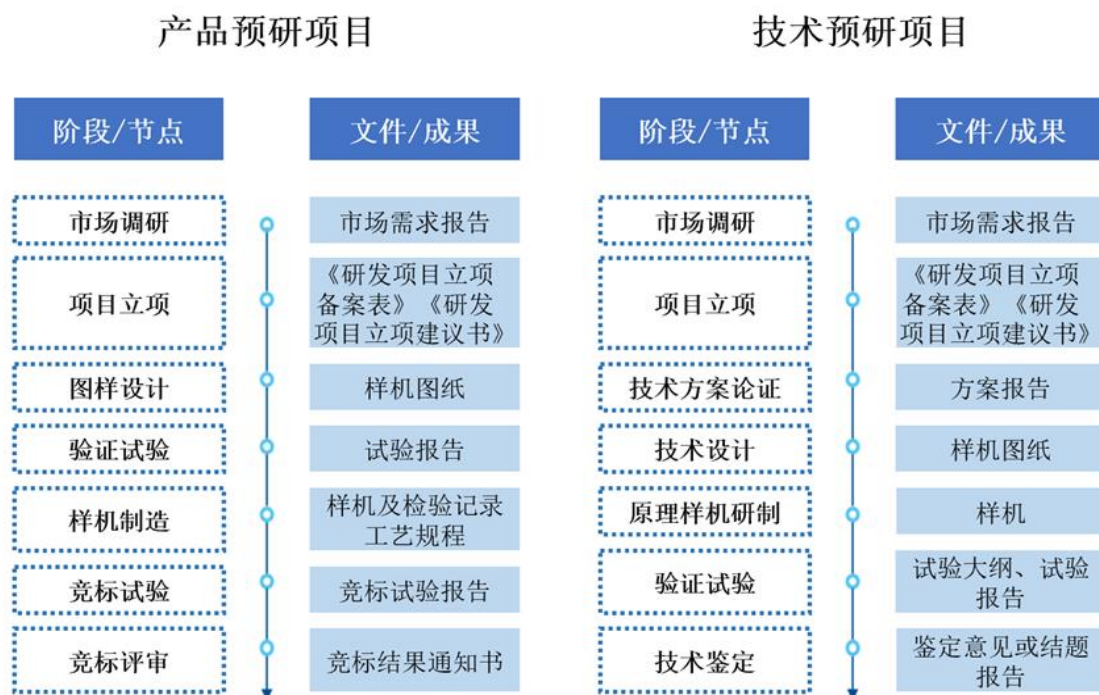 产品预研项目
技术预研项目
阶段/节点
文件/成果
阶段/节点
文件/成果
市场调研
市场需求报告
市场调研
市场需求报告
项目立项
《研发项目立项
备案表》《研发
项目立项建议书》
项目立项
《研发项目立项
备案表》《研发
项目立项建议书》
图样设计
样机图纸
技术方案论证
方案报告
验证试验
试验报告
技术设计
样机图纸
样机制造
样机及检验记录
工艺规程
原理样机研制
样机
竞标试验
竞标试验报告
验证试验
试验大纲、试验
报告
竞标评审
竞标结果通知书
技术鉴定
鉴定意见或结题
报告